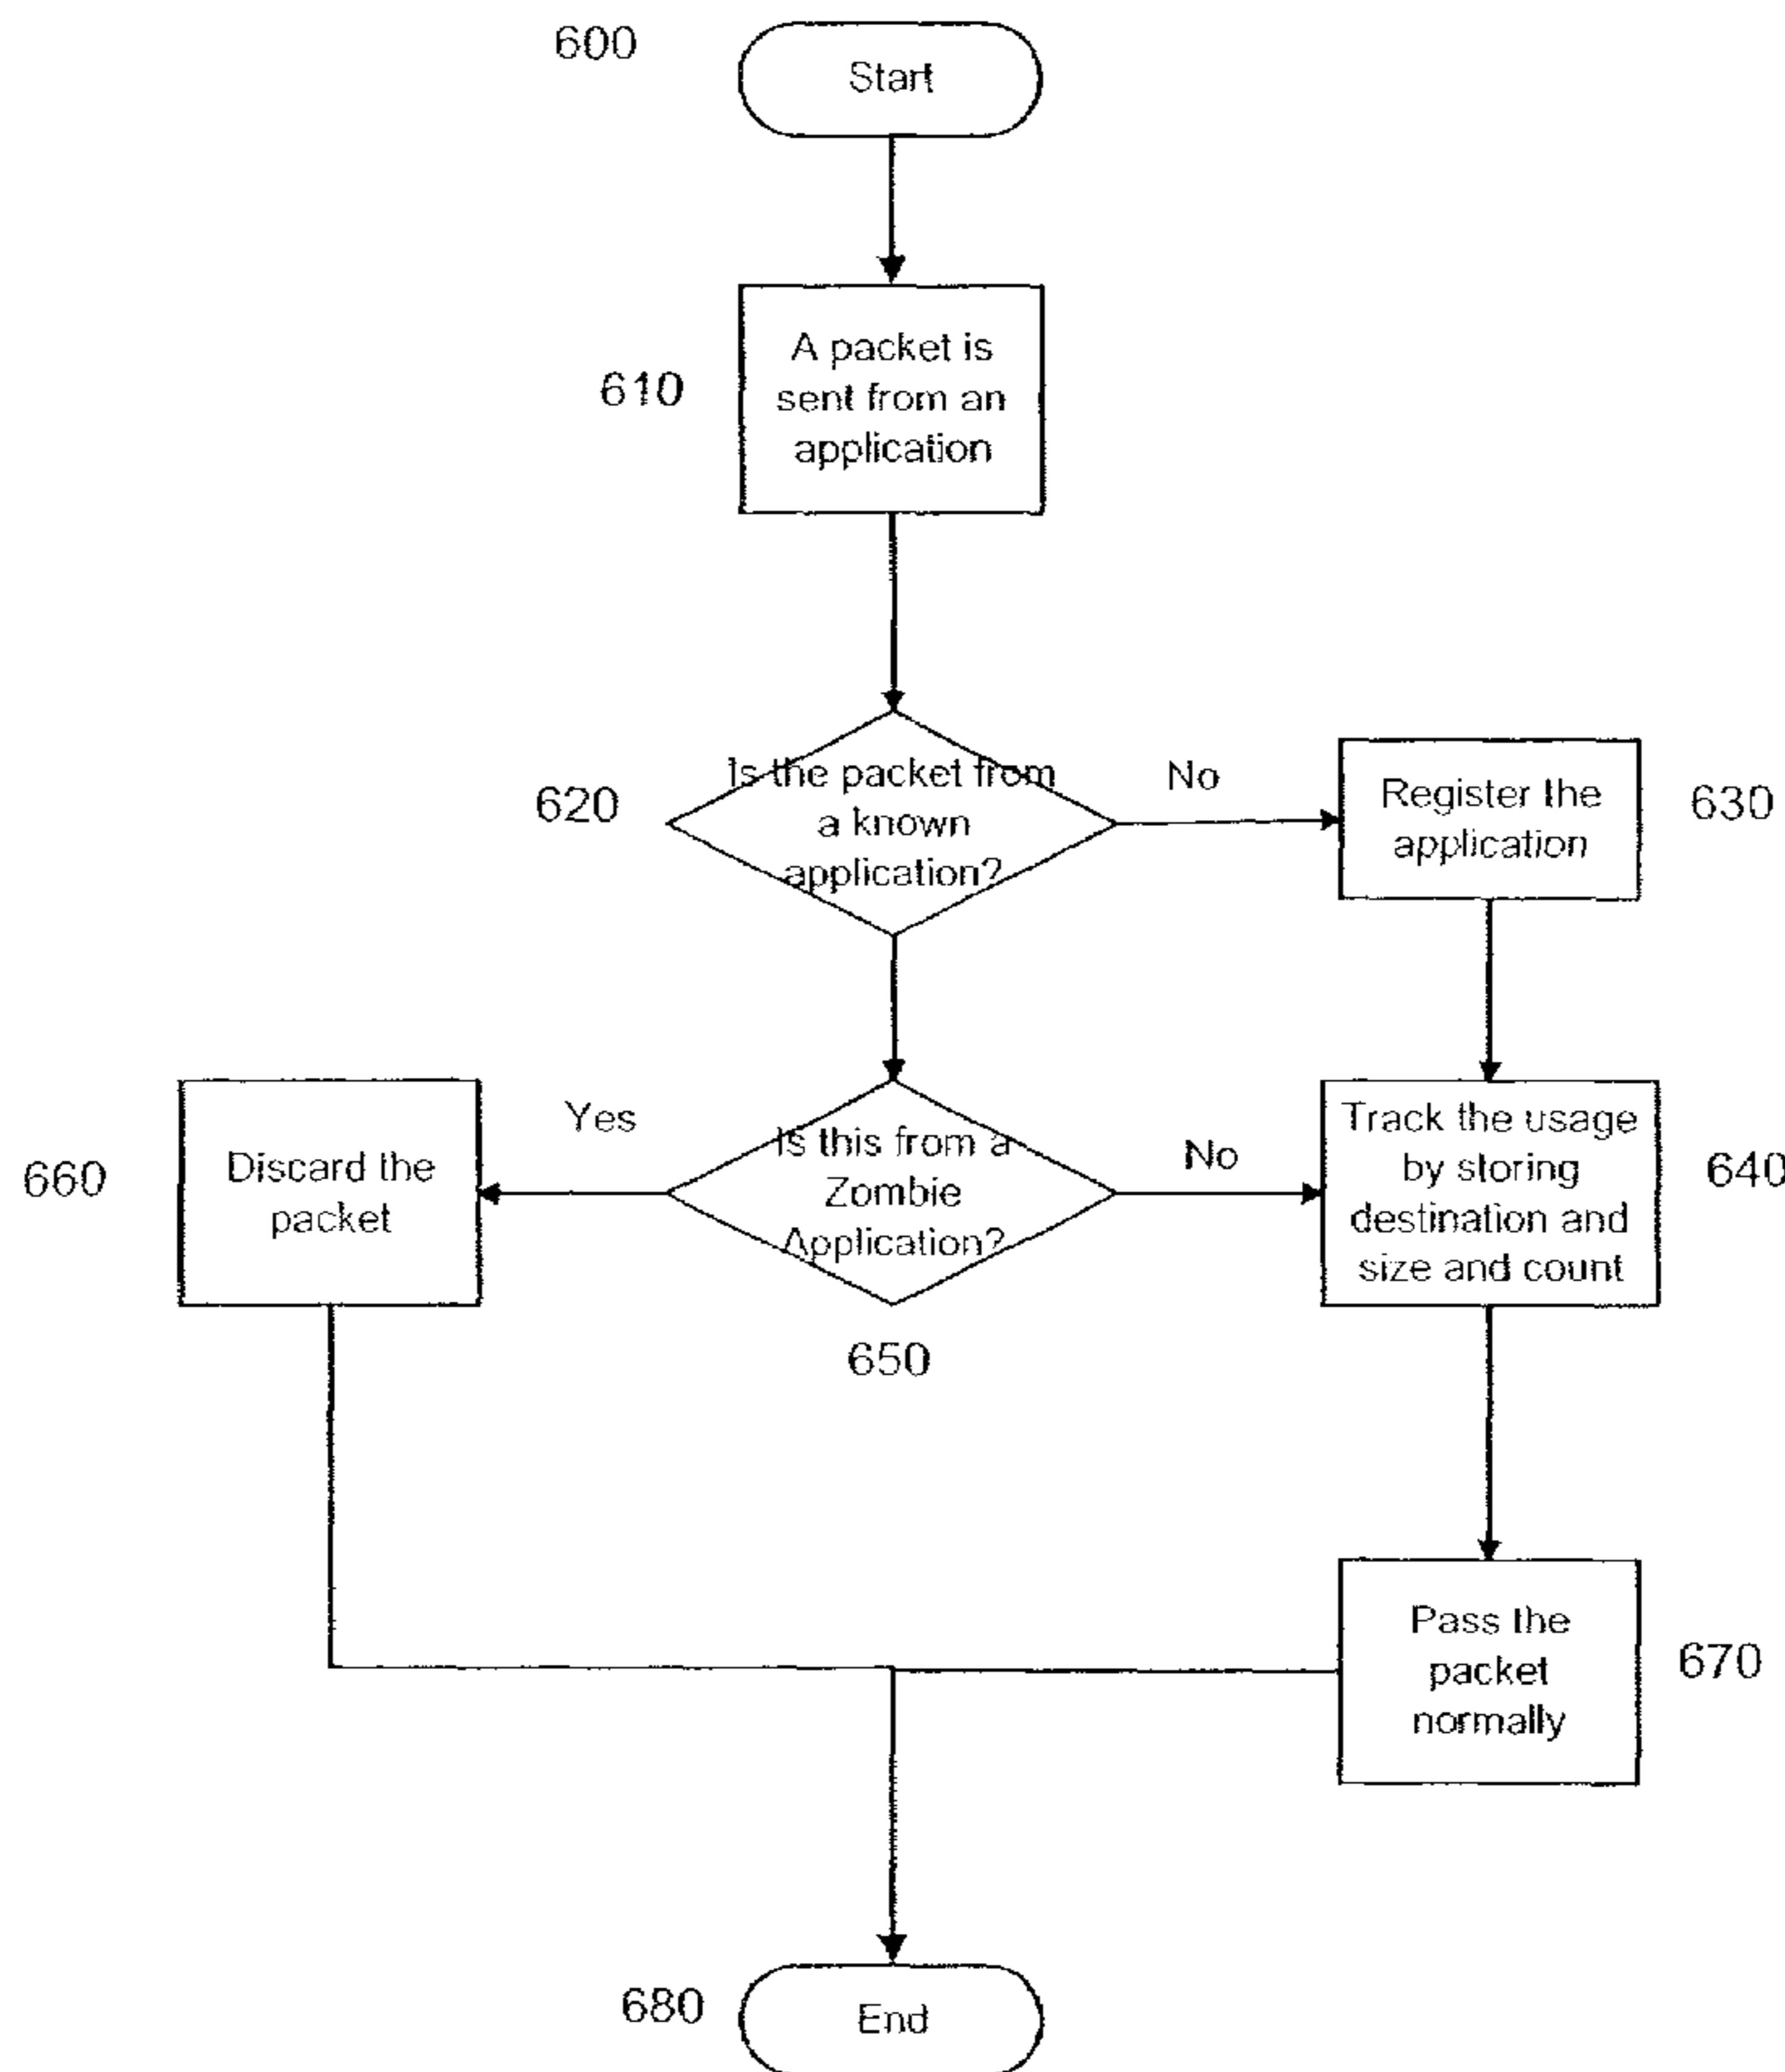 600
Start
610
A packet is
sent from an
application
620
Is the packet from
a known
application?
No
Register the
application
630
660
Discard the
packet
Yes
Is this from a
Zombie
Application?
650
No
Track the usage
by storing
destination and
size and count
640
Pass the
packet
normally
670
680
End